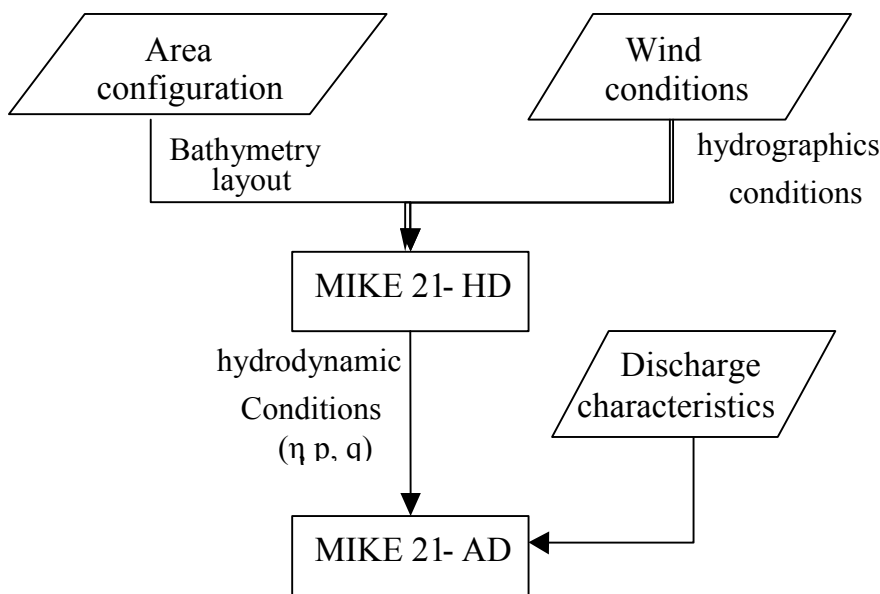 Area
configuration
Wind
conditions
Bathymetry
layout
hydrographics
conditions
MIKE 21- HD
hydrodynamic
Conditions
(η, p, q)
Discharge
characteristics
MIKE 21- AD